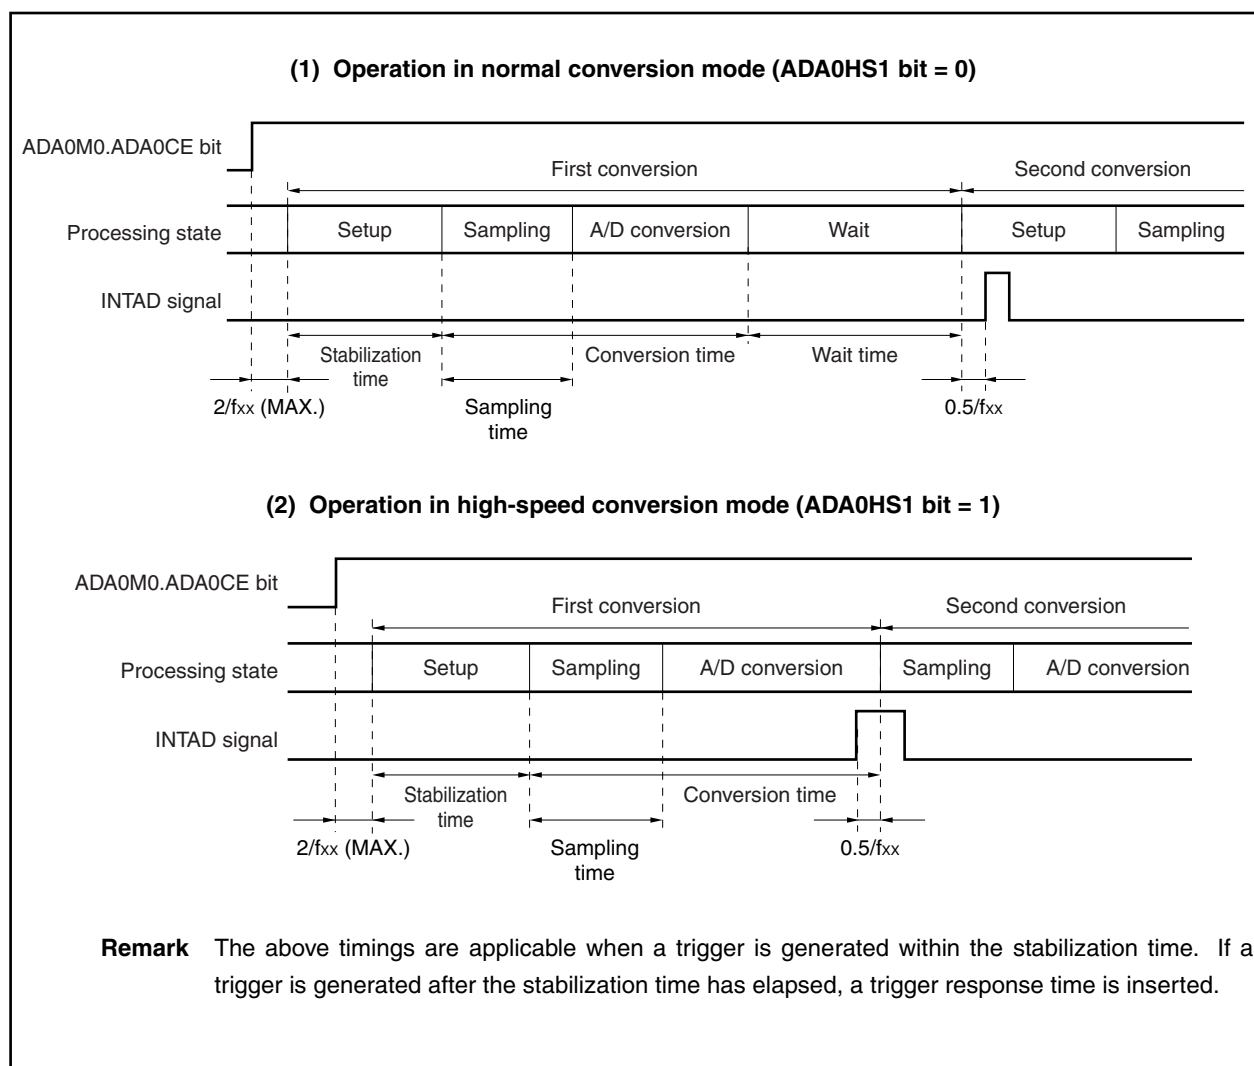 (1) Operation in normal conversion mode (ADA0HS1 bit = 0)
ADA0M0.ADA0CE bit
First conversion
Second conversion
Processing state
Setup
Sampling
A/D conversion
Wait
Setup
Sampling
INTAD signal
Stabilization
time
Conversion time
Wait time
2/fxx (MAX.)
Sampling
time
0.5/fxx
(2) Operation in high-speed conversion mode (ADA0HS1 bit = 1)
ADA0M0.ADA0CE bit
First conversion
Second conversion
Processing state
Setup
Sampling
A/D conversion
Sampling
A/D conversion
INTAD signal
Stabilization
time
Conversion time
2/fxx (MAX.)
Sampling
time
0.5/fxx
Remark The above timings are applicable when a trigger is generated within the stabilization time. If a
trigger is generated after the stabilization time has elapsed, a trigger response time is inserted.